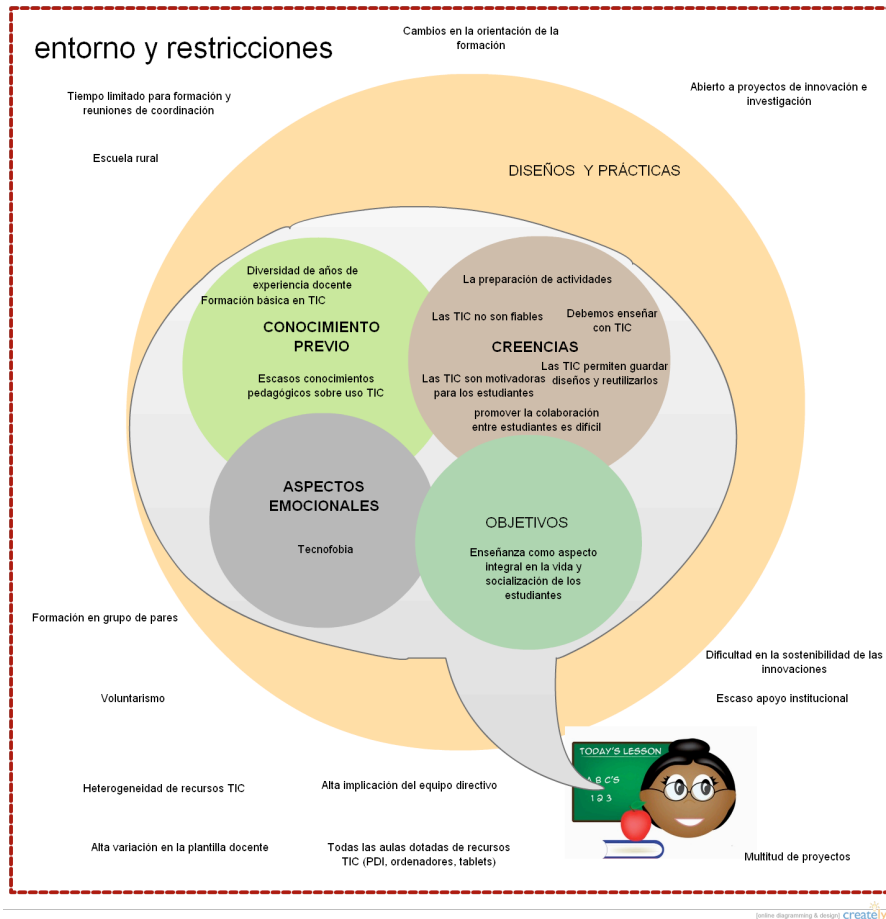 entorno y restricciones
Cambios en la orientación de la
formación
Tiempo limitado para formación y
reuniones de coordinación
Abierto a proyectos de innovación e
investigación
Escuela rural
DISEÑOS Y PRÁCTICAS
Diversidad de años de
experiencia docente
Formación básica en TIC
CONOCIMIENTO
PREVIO
Escasos conocimientos
pedagógicos sobre uso TIC
La preparación de actividades
Las TIC no son fiables
Debemos enseñar
con TIC
CREENCIAS
Las TIC permiten guardar
diseños y reutilizarlos
Las TIC son motivadoras
para los estudiantes
promover la colaboración
entre estudiantes es difícil
ASPECTOS
EMOCIONALES
Tecnofobia
OBJETIVOS
Enseñanza como aspecto
integral en la vida y
socialización de los
estudiantes
Formación en grupo de pares
Dificultad en la sostenibilidad de las
innovaciones
Voluntarismo
Escaso apoyo institucional
TODAY'S LESSON
A B C'S
1 2 3
Heterogeneidad de recursos TIC
Alta implicación del equipo directivo
Alta variación en la plantilla docente
Todas las aulas dotadas de recursos
TIC (PDI, ordenadores, tablets)
Multitud de proyectos
[online diagramming & design]